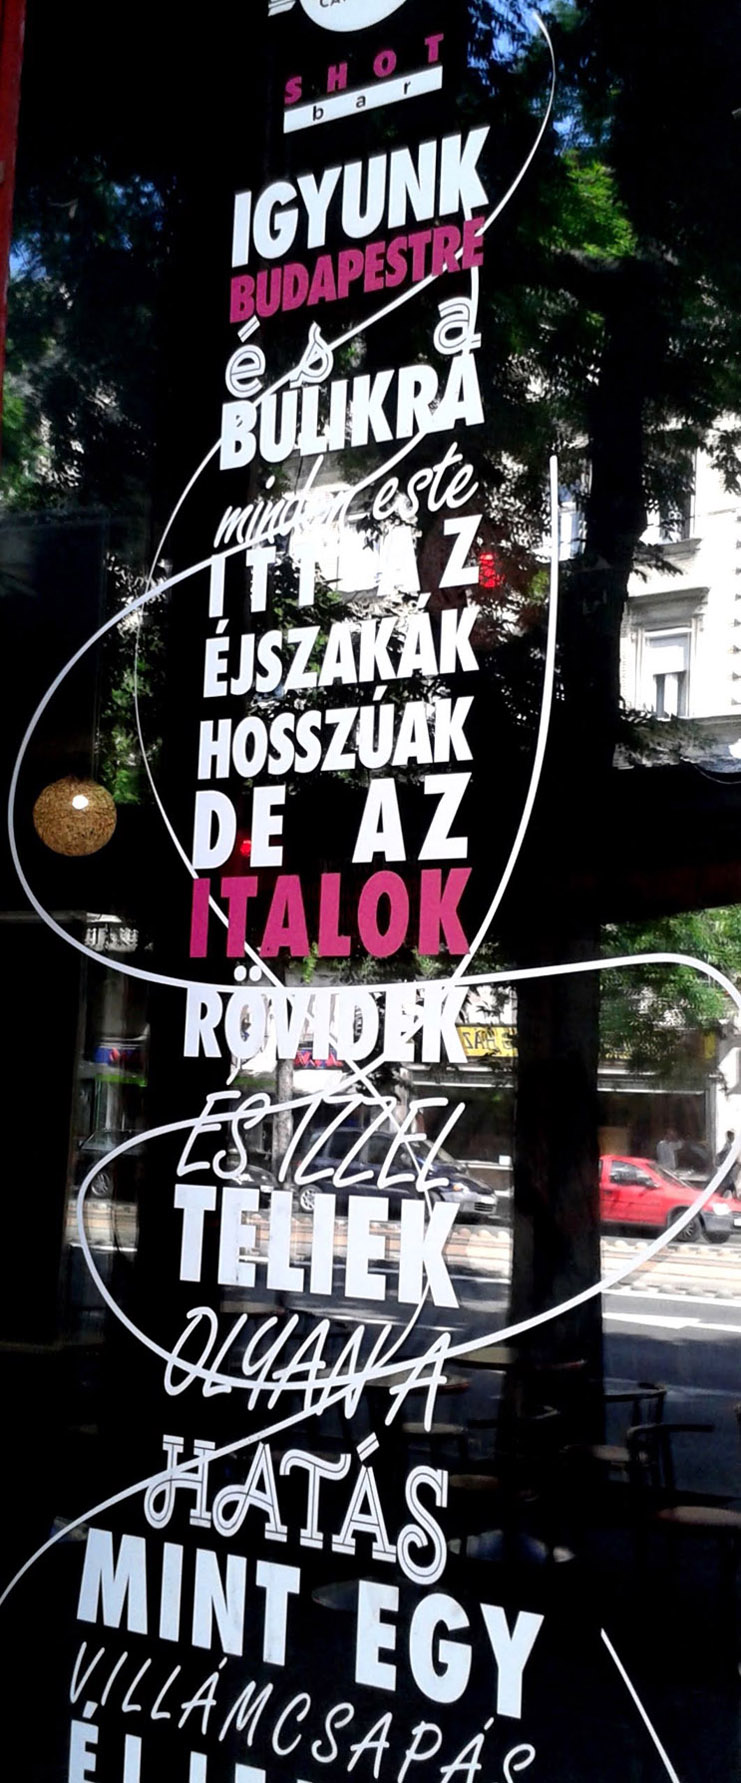 SHOT
bar
IGYUNK
BUDAPESTRE
és a
BULIKRA
minden este
ITT AZ
ÉJSZAKÁK
HOSSZÚAK
DE AZ
ITALOK
RÖVIDEK
ÉS IZZEL
TELIEK
OLYAN A
HATÁS
MINT EGY
VILLÁMCSAPÁS